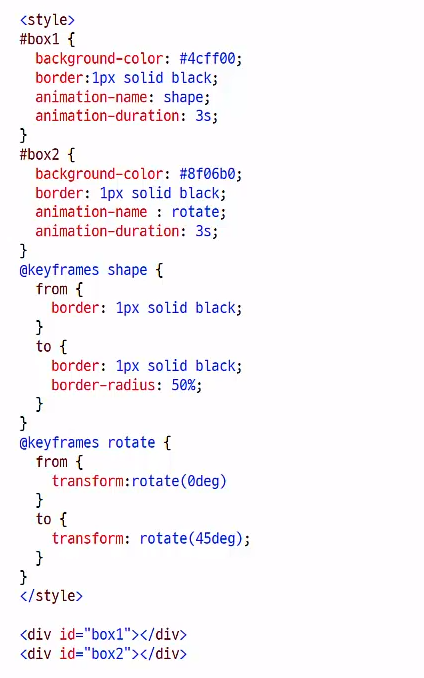 <style>
#box1 {
  background-color: #4cff00;
  border:1px solid black;
  animation-name: shape;
  animation-duration: 3s;
}
#box2 {
  background-color: #8f06b0;
  border: 1px solid black;
  animation-name : rotate;
  animation-duration: 3s;
}
@keyframes shape {
  from {
    border: 1px solid black;
  }
  to {
    border: 1px solid black;
    border-radius: 50%;
  }
}
@keyframes rotate {
  from {
    transform:rotate(0deg)
  }
  to {
    transform: rotate(45deg);
  }
}
</style>

<div id="box1"></div>
<div id="box2"></div>